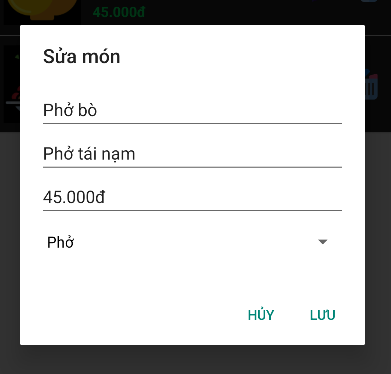 45.000đ
Sửa món
Phở bò
Phở tái nạm
45.000đ
Phở
HỦY
LƯU